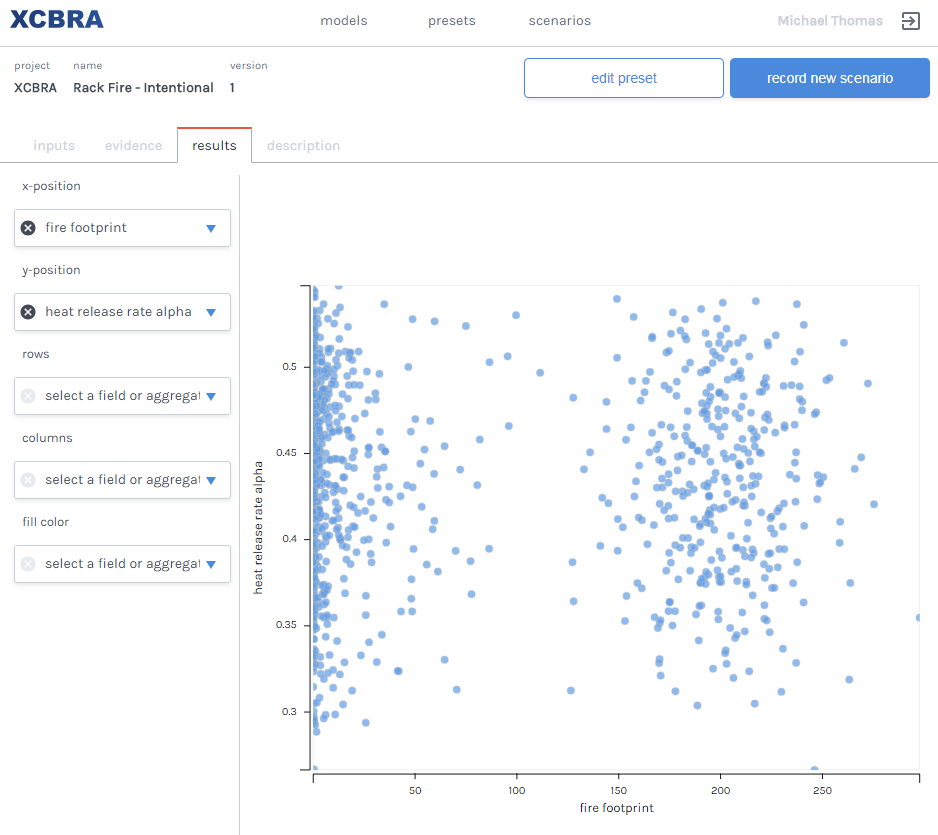 XCBRA
models presets scenarios Michael Thomas
project name version
XCBRA Rack Fire - Intentional 1
edit preset record new scenario
inputs evidence results description
x-position
fire footprint
y-position
heat release rate alpha
rows
select a field or aggregat
columns
select a field or aggregat
fill color
select a field or aggregat
heat release rate alpha
0.5
0.45
0.4
0.35
0.3
50 100 150 200 250
fire footprint